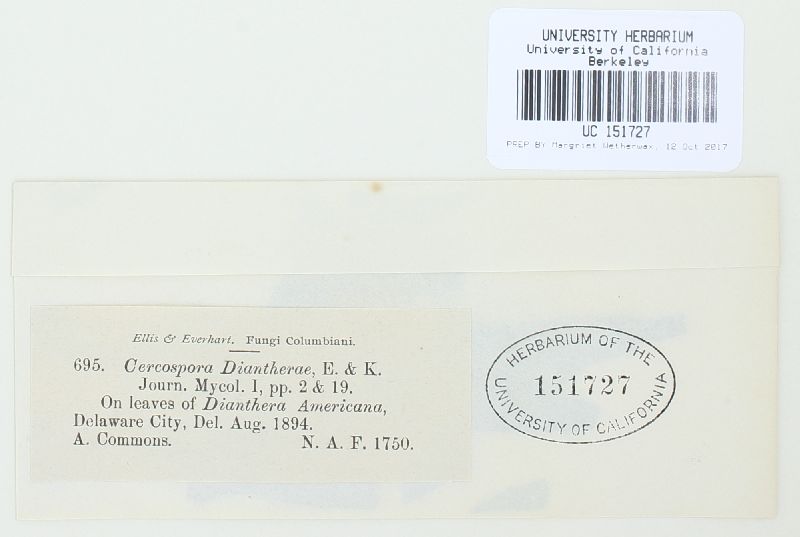 UNIVERSITY HERBARIUM
University of California
Berkeley
UC 151727
PREP BY Margriet Wetherwax, 12 Oct 2017
Ellis & Everhart. Fungi Columbiani.
695. Cercospora Diantherae, E. & K.
Journ. Mycol. I, pp. 2 & 19.
On leaves of Dianthera Americana,
Delaware City, Del. Aug. 1894.
A. Commons. N. A. F. 1750.
HERBARIUM OF THE
151727
UNIVERSITY OF CALIFORNIA